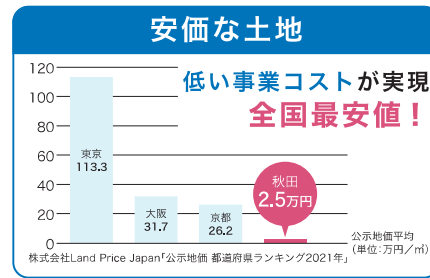 安価な土地
低い事業コストが実現
全国最安値！
120
100
80
60
40
20
0
東京
113.3
大阪
31.7
京都
26.2
秋田
2.5万円
公示地価平均
（単位：万円／㎡）
株式会社Land Price Japan「公示地価 都道府県ランキング2021年」